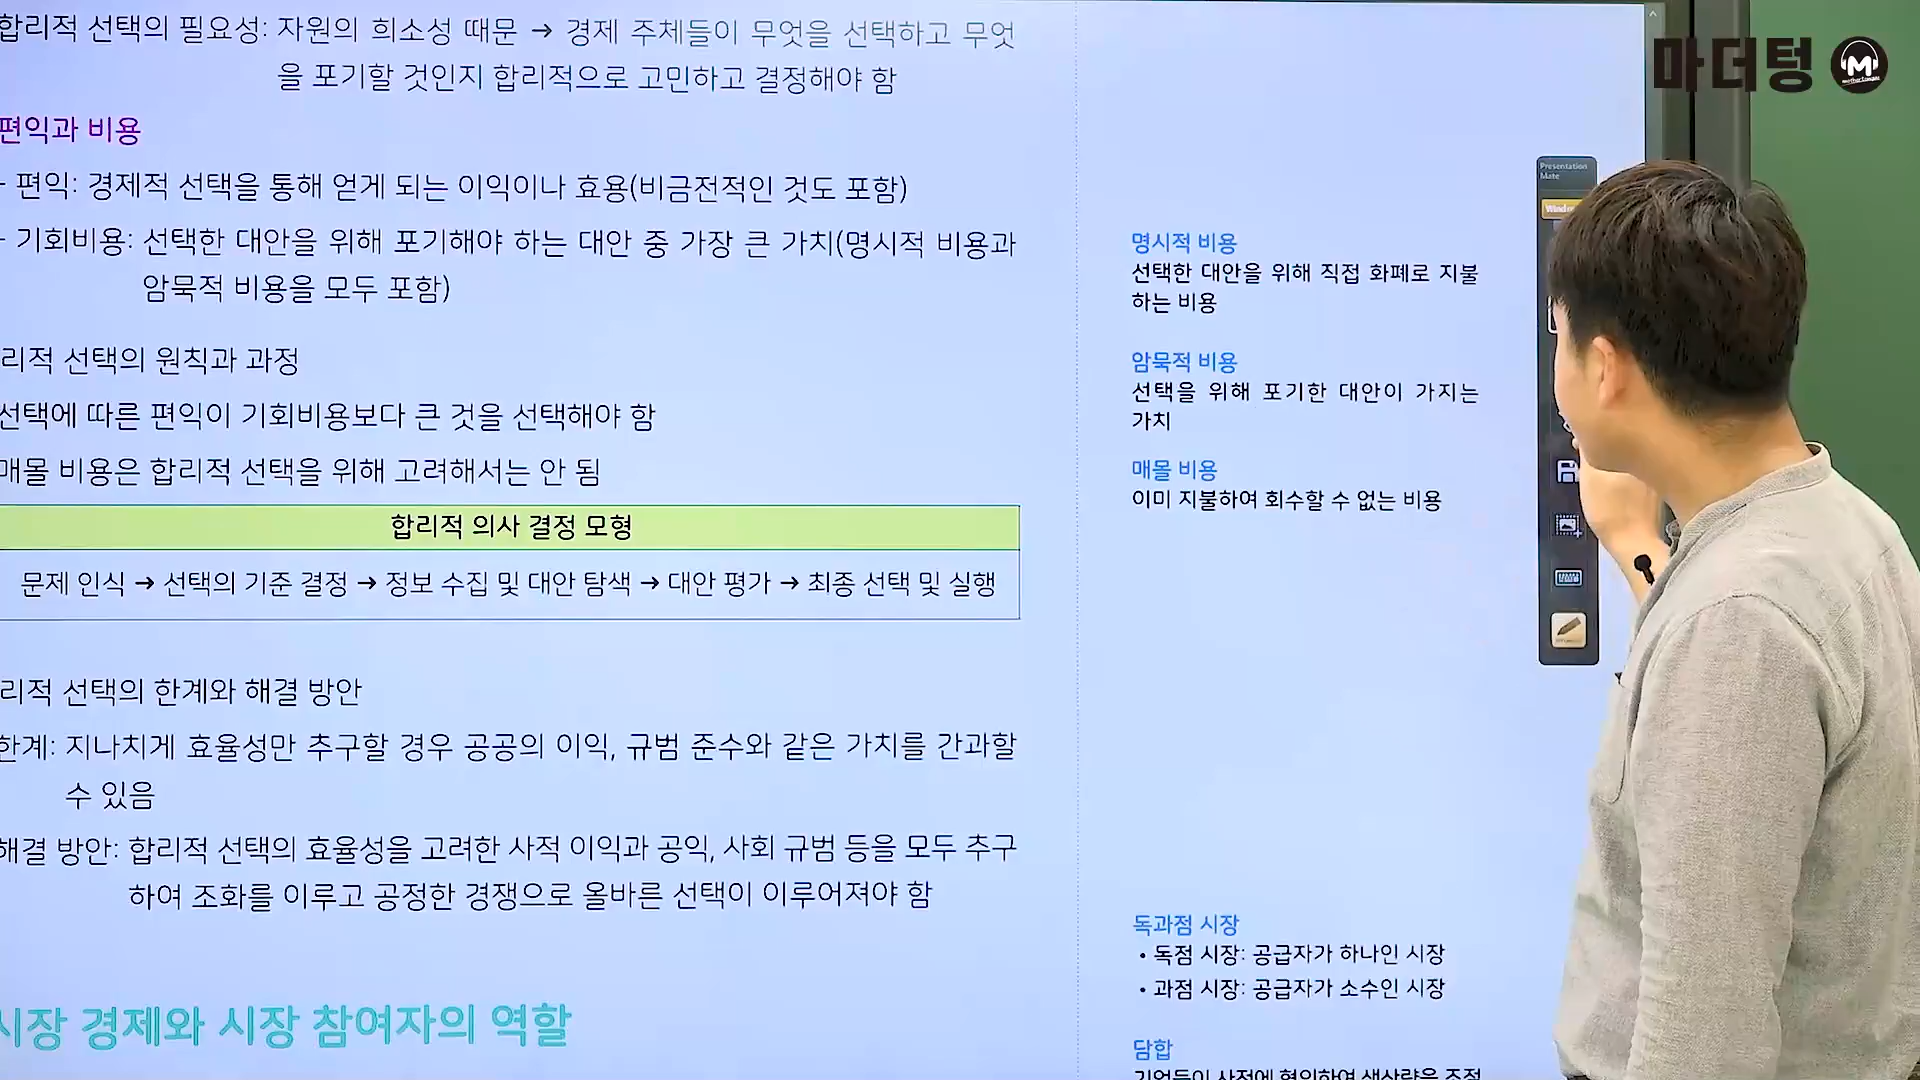 합리적 선택의 필요성: 자원의 희소성 때문 → 경제 주체들이 무엇을 선택하고 무엇
을 포기할 것인지 합리적으로 고민하고 결정해야 함
편익과 비용
- 편익: 경제적 선택을 통해 얻게 되는 이익이나 효용(비금전적인 것도 포함)
- 기회비용: 선택한 대안을 위해 포기해야 하는 대안 중 가장 큰 가치(명시적 비용과
암묵적 비용을 모두 포함)
리적 선택의 원칙과 과정
선택에 따른 편익이 기회비용보다 큰 것을 선택해야 함
매몰 비용은 합리적 선택을 위해 고려해서는 안 됨
합리적 의사 결정 모형
문제 인식 → 선택의 기준 결정 → 정보 수집 및 대안 탐색 → 대안 평가 → 최종 선택 및 실행
리적 선택의 한계와 해결 방안
한계: 지나치게 효율성만 추구할 경우 공공의 이익, 규범 준수와 같은 가치를 간과할
수 있음
해결 방안: 합리적 선택의 효율성을 고려한 사적 이익과 공익, 사회 규범 등을 모두 추구
하여 조화를 이루고 공정한 경쟁으로 올바른 선택이 이루어져야 함
시장 경제와 시장 참여자의 역할
명시적 비용
선택한 대안을 위해 직접 화폐로 지불
하는 비용
암묵적 비용
선택을 위해 포기한 대안이 가지는
가치
매몰 비용
이미 지불하여 회수할 수 없는 비용
독과점 시장
• 독점 시장: 공급자가 하나인 시장
• 과점 시장: 공급자가 소수인 시장
담합
기업들이 사전에 협의하여 생산량을 조절
Presentation
Mate
마더텅 M